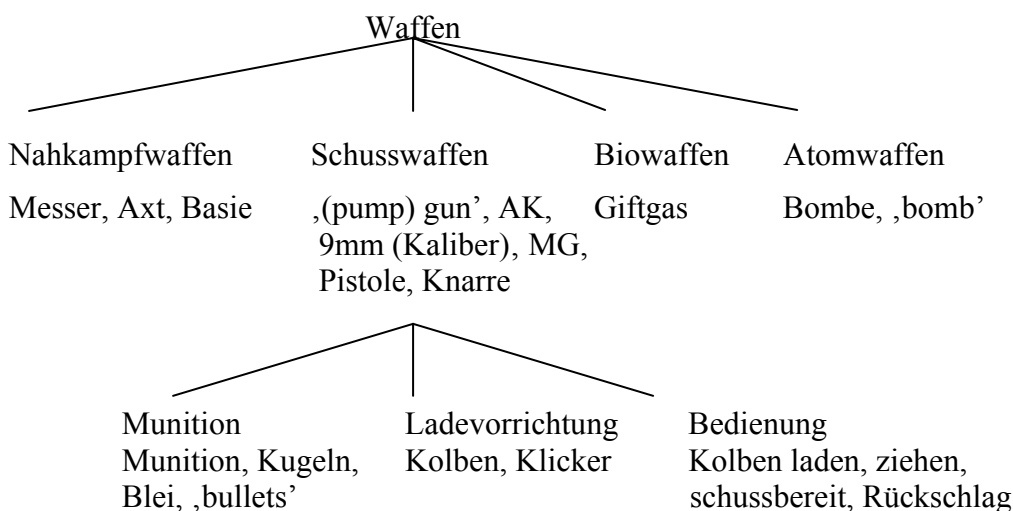 Waffen
Nahkampfwaffen Schusswaffen Biowaffen Atomwaffen
Messer, Axt, Basie ‚(pump) gun’, AK, Giftgas Bombe, ‚bomb’
9mm (Kaliber), MG,
Pistole, Knarre
Munition Ladevorrichtung Bedienung
Munition, Kugeln, Kolben, Klicker Kolben laden, ziehen,
Blei, ‚bullets’ schussbereit, Rückschlag